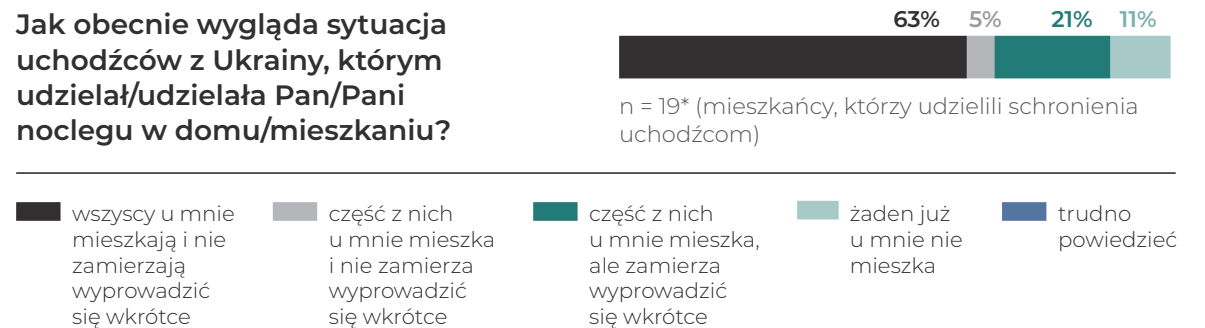 Jak obecnie wygląda sytuacja
uchodźców z Ukrainy, którym
udzielał/udzielała Pan/Pani
noclegu w domu/mieszkaniu?
63% 5% 21% 11%
n = 19* (mieszkańcy, którzy udzielili schronienia
uchodźcom)
wszyscy u mnie
mieszkają i nie
zamierzają
wyprowadzić
się wkrótce
część z nich
u mnie mieszka
i nie zamierza
wyprowadzić
się wkrótce
część z nich
u mnie mieszka,
ale zamierza
wyprowadzić
się wkrótce
żaden już
u mnie nie
mieszka
trudno
powiedzieć